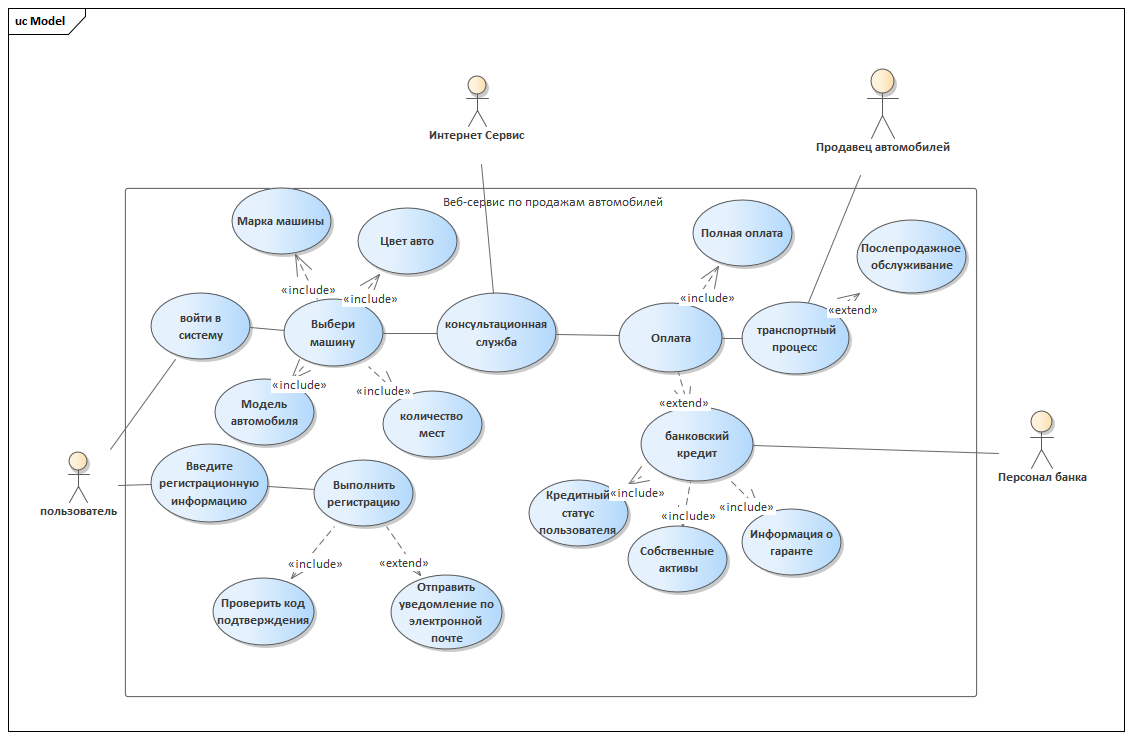 uc Model
Интернет Сервис
Продавец автомобилей
Веб-сервис по продажам автомобилей
Марка машины
Цвет авто
Полная оплата
Послепродажное
обслуживание
«include»
«include»
«include»
«extend»
войти в
систему
Выбери
машину
консультационная
служба
Оплата
транспортный
процесс
«include»
«include»
«extend»
Модель
автомобиля
количество
мест
банковский
кредит
Персонал банка
пользователь
Введите
регистрационную
информацию
Выполнить
регистрацию
«include»
«include»
«include»
Кредитный
статус
пользователя
Собственные
активы
Информация о
гаранте
«include»
«extend»
Проверить код
подтверждения
Отправить
уведомление по
электронной
почте